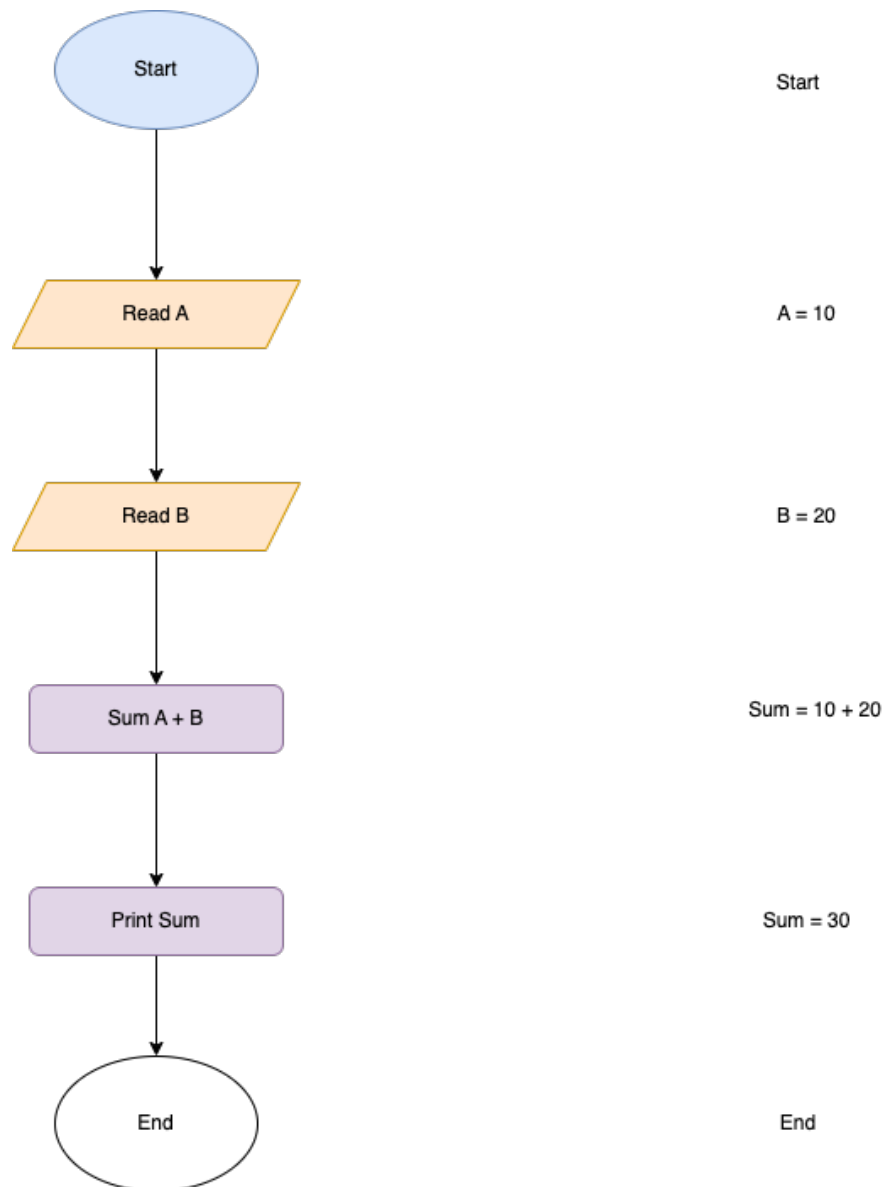 Start
Start
Read A
A = 10
Read B
B = 20
Sum A + B
Sum = 10 + 20
Print Sum
Sum = 30
End
End